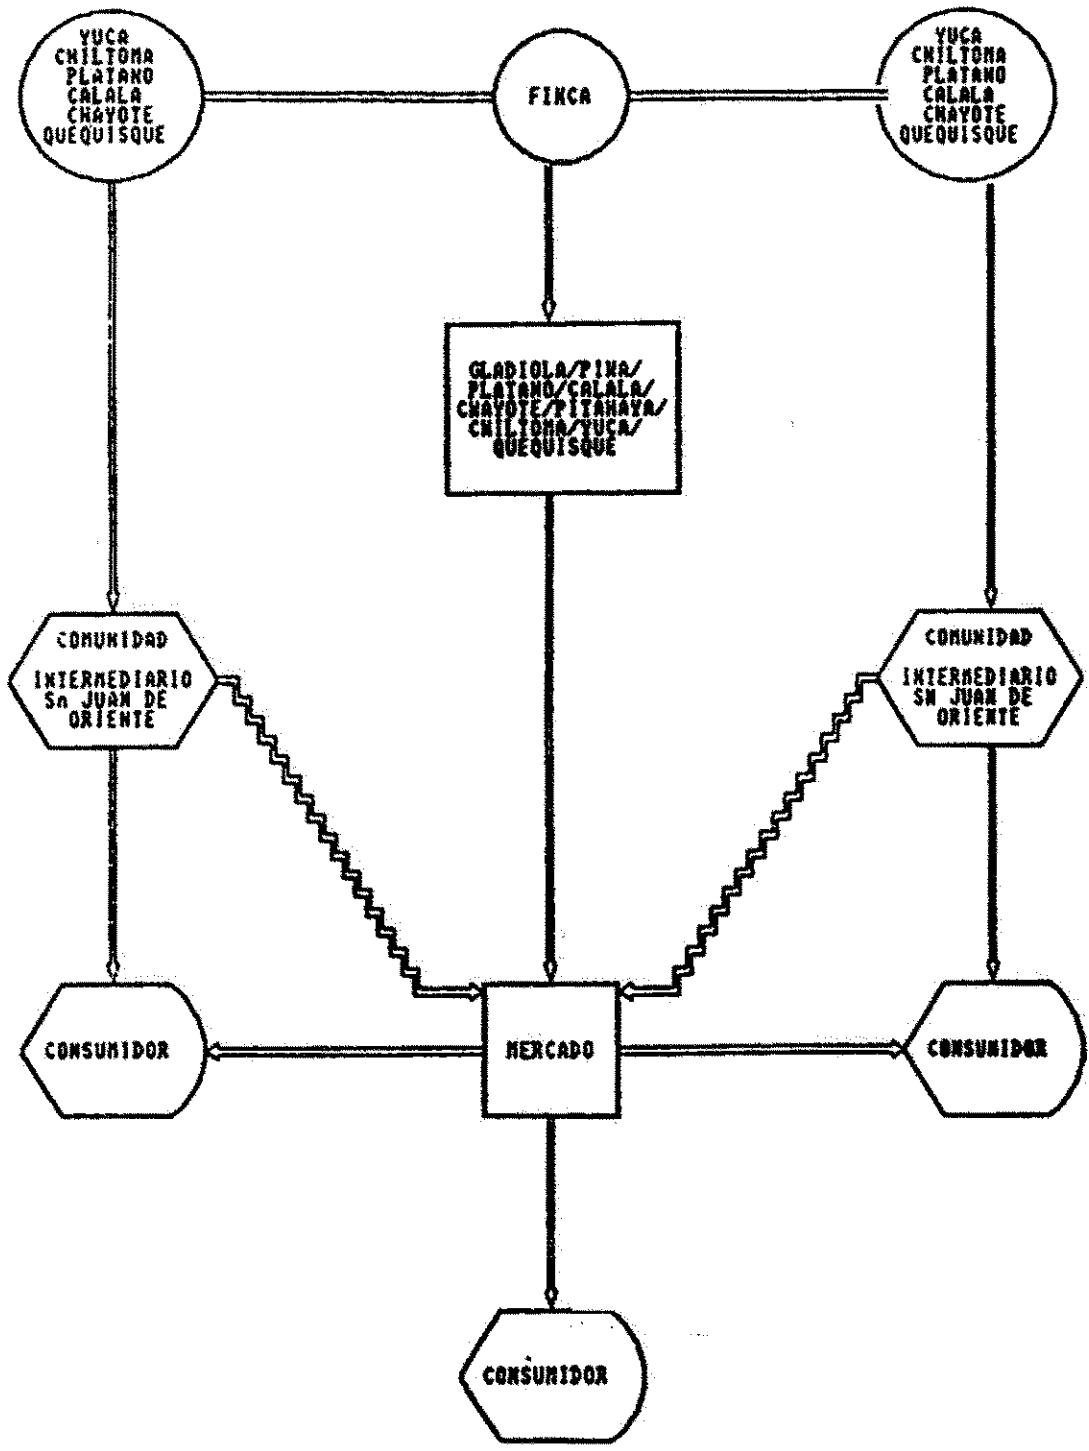 YUCA
CHILTOMA
PLATANO
CALALA
CHAYOTE
QUEQUISQUE
FINCA
YUCA
CHILTOMA
PLATANO
CALALA
CHAYOTE
QUEQUISQUE
GLADIOLA/PINA/
PLATANO/CALALA/
CHAYOTE/PITAHAYA/
CHILTOMA/YUCA/
QUEQUISQUE
COMUNIDAD
INTERMEDIARIO
Sn JUAN DE
ORIENTE
COMUNIDAD
INTERMEDIARIO
SN JUAN DE
ORIENTE
CONSUMIDOR
MERCADO
CONSUMIDOR
CONSUMIDOR